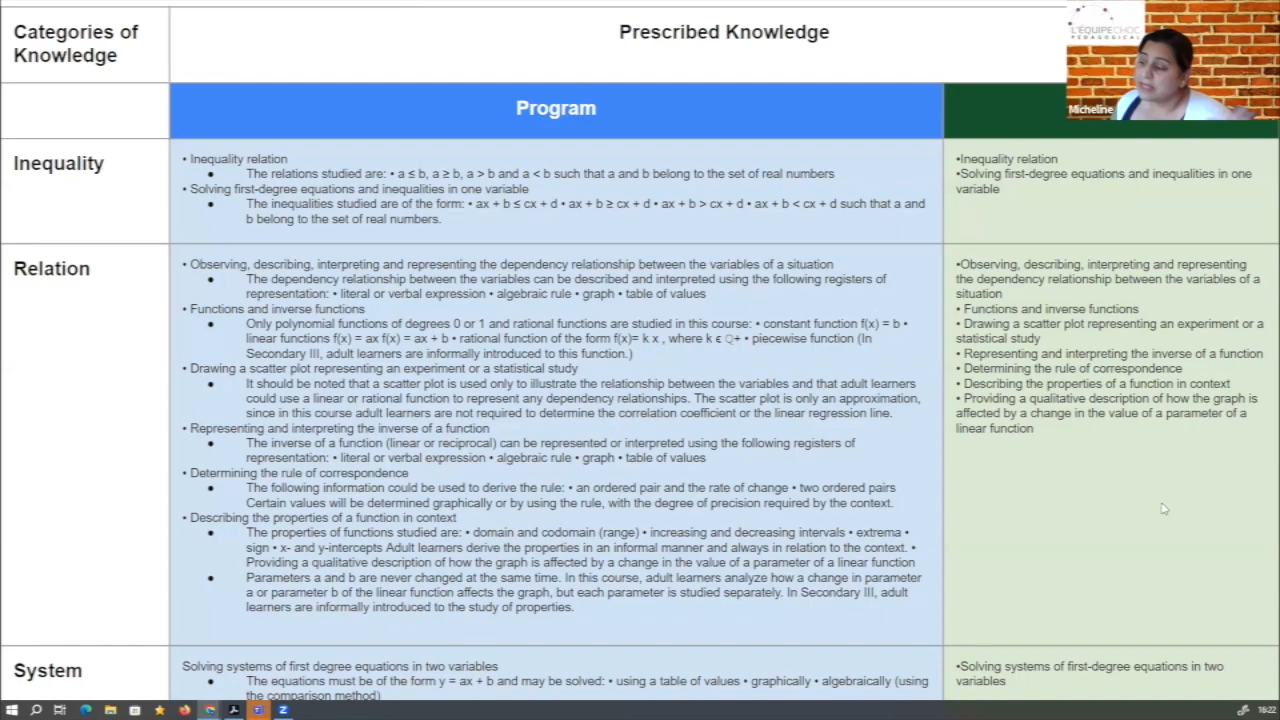 Categories of
Knowledge
Prescribed Knowledge
L'ÉQUIPECHOC
PÉDAGOGICAL
Micheline
Program
Inequality
• Inequality relation
● The relations studied are: • a ≤ b, a ≥ b, a > b and a < b such that a and b belong to the set of real numbers
• Solving first-degree equations and inequalities in one variable
● The inequalities studied are of the form: • ax + b ≤ cx + d • ax + b ≥ cx + d • ax + b > cx + d • ax + b < cx + d such that a and
b belong to the set of real numbers.
•Inequality relation
•Solving first-degree equations and inequalities in one
variable
Relation
• Observing, describing, interpreting and representing the dependency relationship between the variables of a situation
● The dependency relationship between the variables can be described and interpreted using the following registers of
representation: • literal or verbal expression • algebraic rule • graph • table of values
• Functions and inverse functions
● Only polynomial functions of degrees 0 or 1 and rational functions are studied in this course: • constant function f(x) = b •
linear functions f(x) = ax f(x) = ax + b • rational function of the form f(x)= k x , where k ϵ Q+ • piecewise function (In
Secondary III, adult learners are informally introduced to this function.)
• Drawing a scatter plot representing an experiment or a statistical study
● It should be noted that a scatter plot is used only to illustrate the relationship between the variables and that adult learners
could use a linear or rational function to represent any dependency relationships. The scatter plot is only an approximation,
since in this course adult learners are not required to determine the correlation coefficient or the linear regression line.
• Representing and interpreting the inverse of a function
● The inverse of a function (linear or reciprocal) can be represented or interpreted using the following registers of
representation: • literal or verbal expression • algebraic rule • graph • table of values
• Determining the rule of correspondence
● The following information could be used to derive the rule: • an ordered pair and the rate of change • two ordered pairs
Certain values will be determined graphically or by using the rule, with the degree of precision required by the context.
• Describing the properties of a function in context
● The properties of functions studied are: • domain and codomain (range) • increasing and decreasing intervals • extrema •
sign • x- and y-intercepts Adult learners derive the properties in an informal manner and always in relation to the context. •
Providing a qualitative description of how the graph is affected by a change in the value of a parameter of a linear function
● Parameters a and b are never changed at the same time. In this course, adult learners analyze how a change in parameter
a or parameter b of the linear function affects the graph, but each parameter is studied separately. In Secondary III, adult
learners are informally introduced to the study of properties.
•Observing, describing, interpreting and representing
the dependency relationship between the variables of a
situation
• Functions and inverse functions
• Drawing a scatter plot representing an experiment or a
statistical study
• Representing and interpreting the inverse of a function
• Determining the rule of correspondence
• Describing the properties of a function in context
• Providing a qualitative description of how the graph is
affected by a change in the value of a parameter of a
linear function
System
Solving systems of first degree equations in two variables
● The equations must be of the form y = ax + b and may be solved: • using a table of values • graphically • algebraically (using
the comparison method)
•Solving systems of first-degree equations in two
variables
16:22